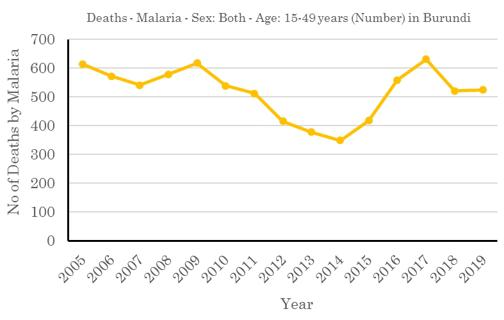 Deaths - Malaria - Sex: Both - Age: 15-49 years (Number) in Burundi
No of Deaths by Malaria
700
600
500
400
300
200
100
0
2005 2006 2007 2008 2009 2010 2011 2012 2013 2014 2015 2016 2017 2018 2019
Year